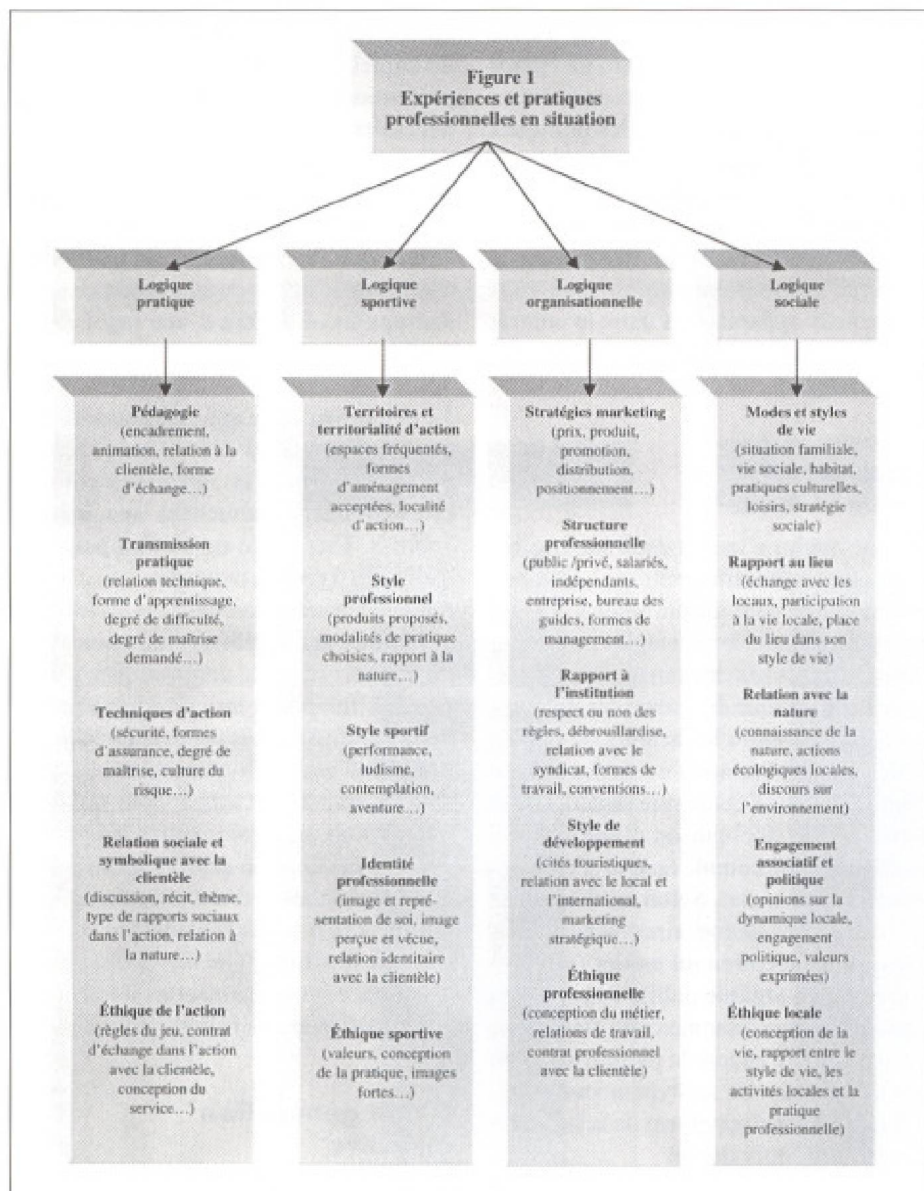 Figure 1
Expériences et pratiques
professionnelles en situation
Logique
pratique
Logique
sportive
Logique
organisationnelle
Logique
sociale
Pédagogie
(encadrement,
animation, relation à la
clientèle, forme
d'échange…)
Transmission
pratique
(relation technique,
forme d'apprentissage,
degré de difficulté,
degré de maîtrise
demandé…)
Techniques d'action
(sécurité, formes
d'assurance, degré de
maîtrise, culture du
risque…)
Relation sociale et
symbolique avec la
clientèle
(discussion, récit, thème,
type de rapports sociaux
dans l'action, relation à
la nature…)
Éthique de l'action
(règles du jeu, contrat
d'échange dans l'action
avec la clientèle,
conception du
service…)
Territoires et
territorialité d'action
(espaces fréquentés,
formes
d'aménagement
acceptées, localité
d'action…)
Style
professionnel
(produits proposés,
modalités de pratique
choisies, rapport à la
nature…)
Style sportif
(performance,
ludisme,
contemplation,
aventure…)
Identité
professionnelle
(image et repré-
sentation de soi, image
perçue et vécue,
relation identitaire
avec la clientèle)
Éthique sportive
(valeurs, conception
de la pratique, images
fortes…)
Stratégies marketing
(prix, produit,
promotion,
distribution,
positionnement…)
Structure
professionnelle
(public /privé, salariés,
indépendants,
entreprise, bureau des
guides, formes de
management…)
Rapport à
l'institution
(respect ou non des
règles, débrouillardise,
relation avec le
syndicat, formes de
travail, conventions…)
Style de
développement
(cités touristiques,
relation avec le local et
l'international,
marketing
stratégique…)
Éthique
professionnelle
(conception du métier,
relations de travail,
contrat professionnel
avec la clientèle)
Modes et styles
de vie
(situation familiale,
vie sociale, habitat,
pratiques culturelles,
loisirs, stratégie
sociale)
Rapport au lieu
(échange avec les
locaux, participation
à la vie locale, place
du lieu dans son
style de vie)
Relation avec la
nature
(connaissance de la
nature, actions
écologiques locales,
discours sur
l'environnement)
Engagement
associatif et
politique
(opinions sur la
dynamique locale,
engagement
politique, valeurs
exprimées)
Éthique locale
(conception de la
vie, rapport entre le
style de vie, les
activités locales et la
pratique
professionnelle)